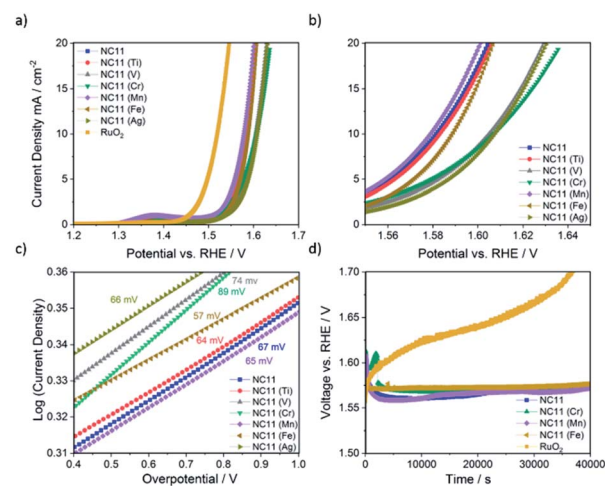 a)
Current Density mA / cm⁻²
20
15
10
5
0
1.2
1.3
1.4
1.5
1.6
1.7
Potential vs. RHE / V
NC11
NC11 (Ti)
NC11 (V)
NC11 (Cr)
NC11 (Mn)
NC11 (Fe)
NC11 (Ag)
RuO₂
b)
20
15
10
5
0
1.56
1.58
1.60
1.62
1.64
Potential vs. RHE / V
NC11
NC11 (Ti)
NC11 (V)
NC11 (Cr)
NC11 (Mn)
NC11 (Fe)
NC11 (Ag)
c)
Log (Current Density)
0.36
0.35
0.34
0.33
0.32
0.31
0.4
0.5
0.6
0.7
0.8
0.9
1.0
Overpotential / V
66 mV
74 mv
89 mV
57 mV
64 mV
67 mV
65 mV
NC11
NC11 (Ti)
NC11 (V)
NC11 (Cr)
NC11 (Mn)
NC11 (Fe)
NC11 (Ag)
d)
Voltage vs. RHE / V
1.70
1.65
1.60
1.55
1.50
0
10000
20000
30000
40000
Time / s
NC11
NC11 (Cr)
NC11 (Mn)
NC11 (Fe)
RuO₂